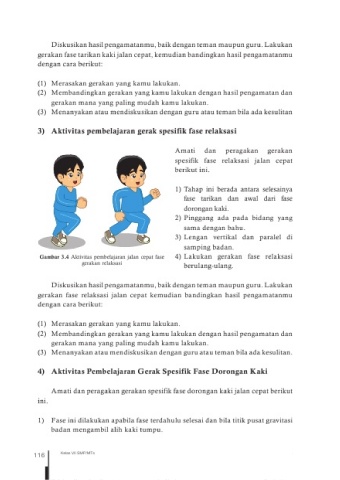 Diskusikan hasil pengamatanmu, baik dengan teman maupun guru. Lakukan
gerakan fase tarikan kaki jalan cepat, kemudian bandingkan hasil pengamatanmu
dengan cara berikut:
(1) Merasakan gerakan yang kamu lakukan.
(2) Membandingkan gerakan yang kamu lakukan dengan hasil pengamatan dan
gerakan mana yang paling mudah kamu lakukan.
(3) Menanyakan atau mendiskusikan dengan guru atau teman bila ada kesulitan
3) Aktivitas pembelajaran gerak spesifik fase relaksasi
Amati dan peragakan gerakan
spesifik fase relaksasi jalan cepat
berikut ini.
1) Tahap ini berada antara selesainya
fase tarikan dan awal dari fase
dorongan kaki.
2) Pinggang ada pada bidang yang
sama dengan bahu.
3) Lengan vertikal dan paralel di
samping badan.
4) Lakukan gerakan fase relaksasi
berulang-ulang.
Gambar 3.4 Aktivitas pembelajaran jalan cepat fase
gerakan relaksasi
Diskusikan hasil pengamatanmu, baik dengan teman maupun guru. Lakukan
gerakan fase relaksasi jalan cepat kemudian bandingkan hasil pengamatanmu
dengan cara berikut:
(1) Merasakan gerakan yang kamu lakukan.
(2) Membandingkan gerakan yang kamu lakukan dengan hasil pengamatan dan
gerakan mana yang paling mudah kamu lakukan.
(3) Menanyakan atau mendiskusikan dengan guru atau teman bila ada kesulitan.
4) Aktivitas Pembelajaran Gerak Spesifik Fase Dorongan Kaki
Amati dan peragakan gerakan spesifik fase dorongan kaki jalan cepat berikut
ini.
1) Fase ini dilakukan apabila fase terdahulu selesai dan bila titik pusat gravitasi
badan mengambil alih kaki tumpu.
116
Kelas VII SMP/MTs